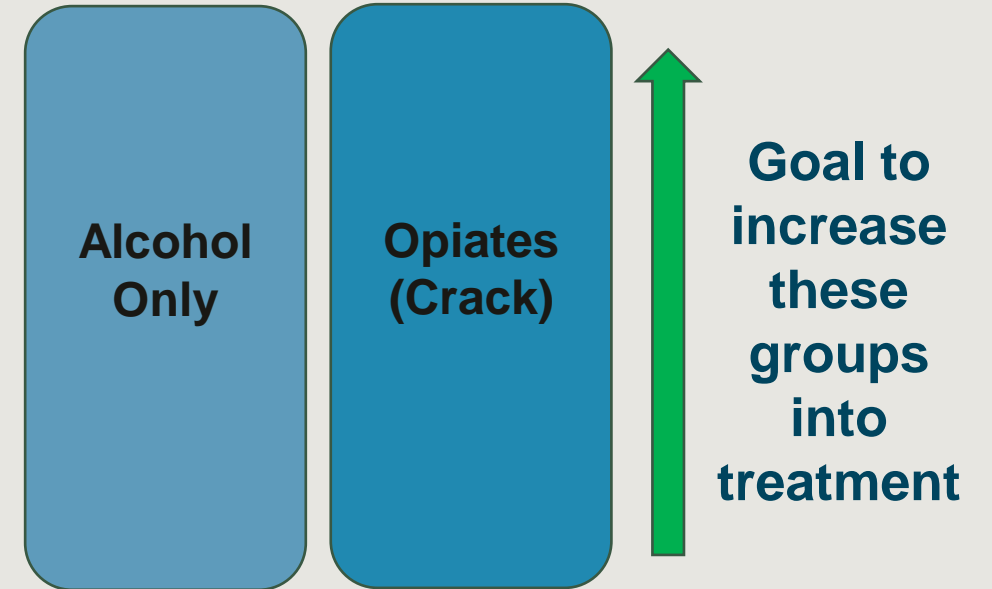 Alcohol
Only
Opiates
(Crack)
Goal to
increase
these
groups
into
treatment